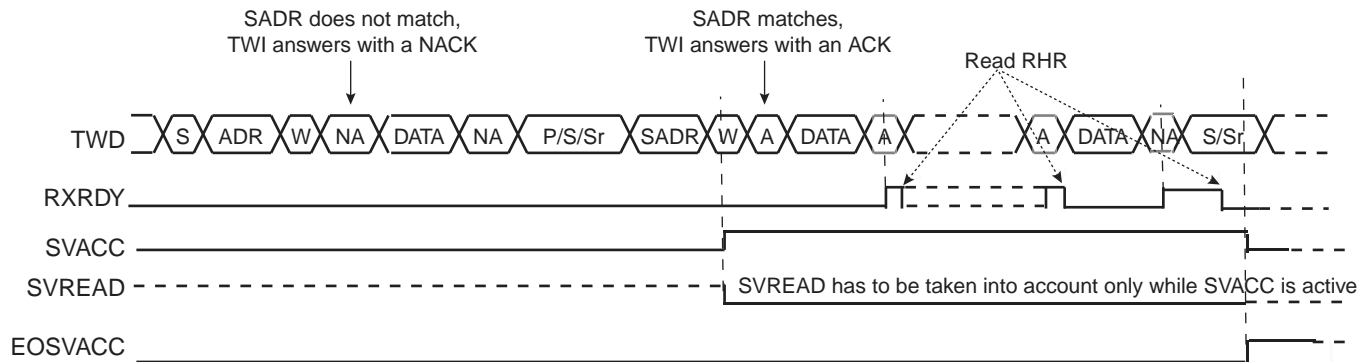 SADR does not match,
TWI answers with a NACK
SADR matches,
TWI answers with an ACK
Read RHR
TWD S ADR W NA DATA NA P/S/Sr SADR W A DATA A A DATA NA S/Sr
RXRDY
SVACC
SVREAD SVREAD has to be taken into account only while SVACC is active
EOSVACC